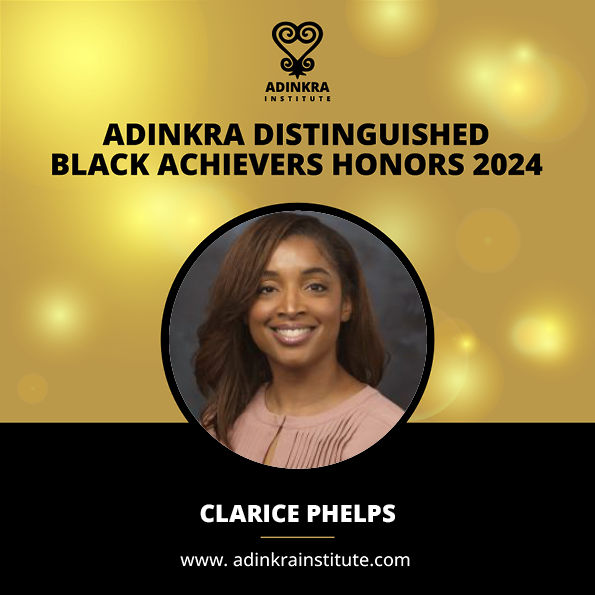 ADINKRA
INSTITUTE
ADINKRA DISTINGUISHED
BLACK ACHIEVERS HONORS 2024
CLARICE PHELPS
www. adinkrainstitute.com